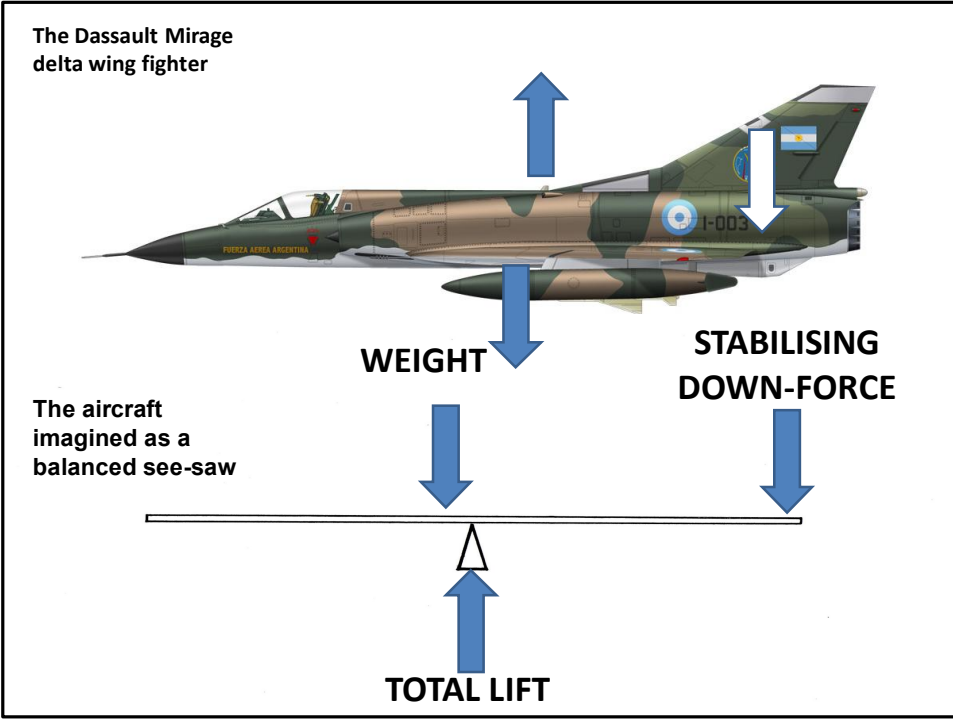 The Dassault Mirage
delta wing fighter
FUERZA AEREA ARGENTINA
I-003
WEIGHT
STABILISING
DOWN-FORCE
The aircraft
imagined as a
balanced see-saw
TOTAL LIFT